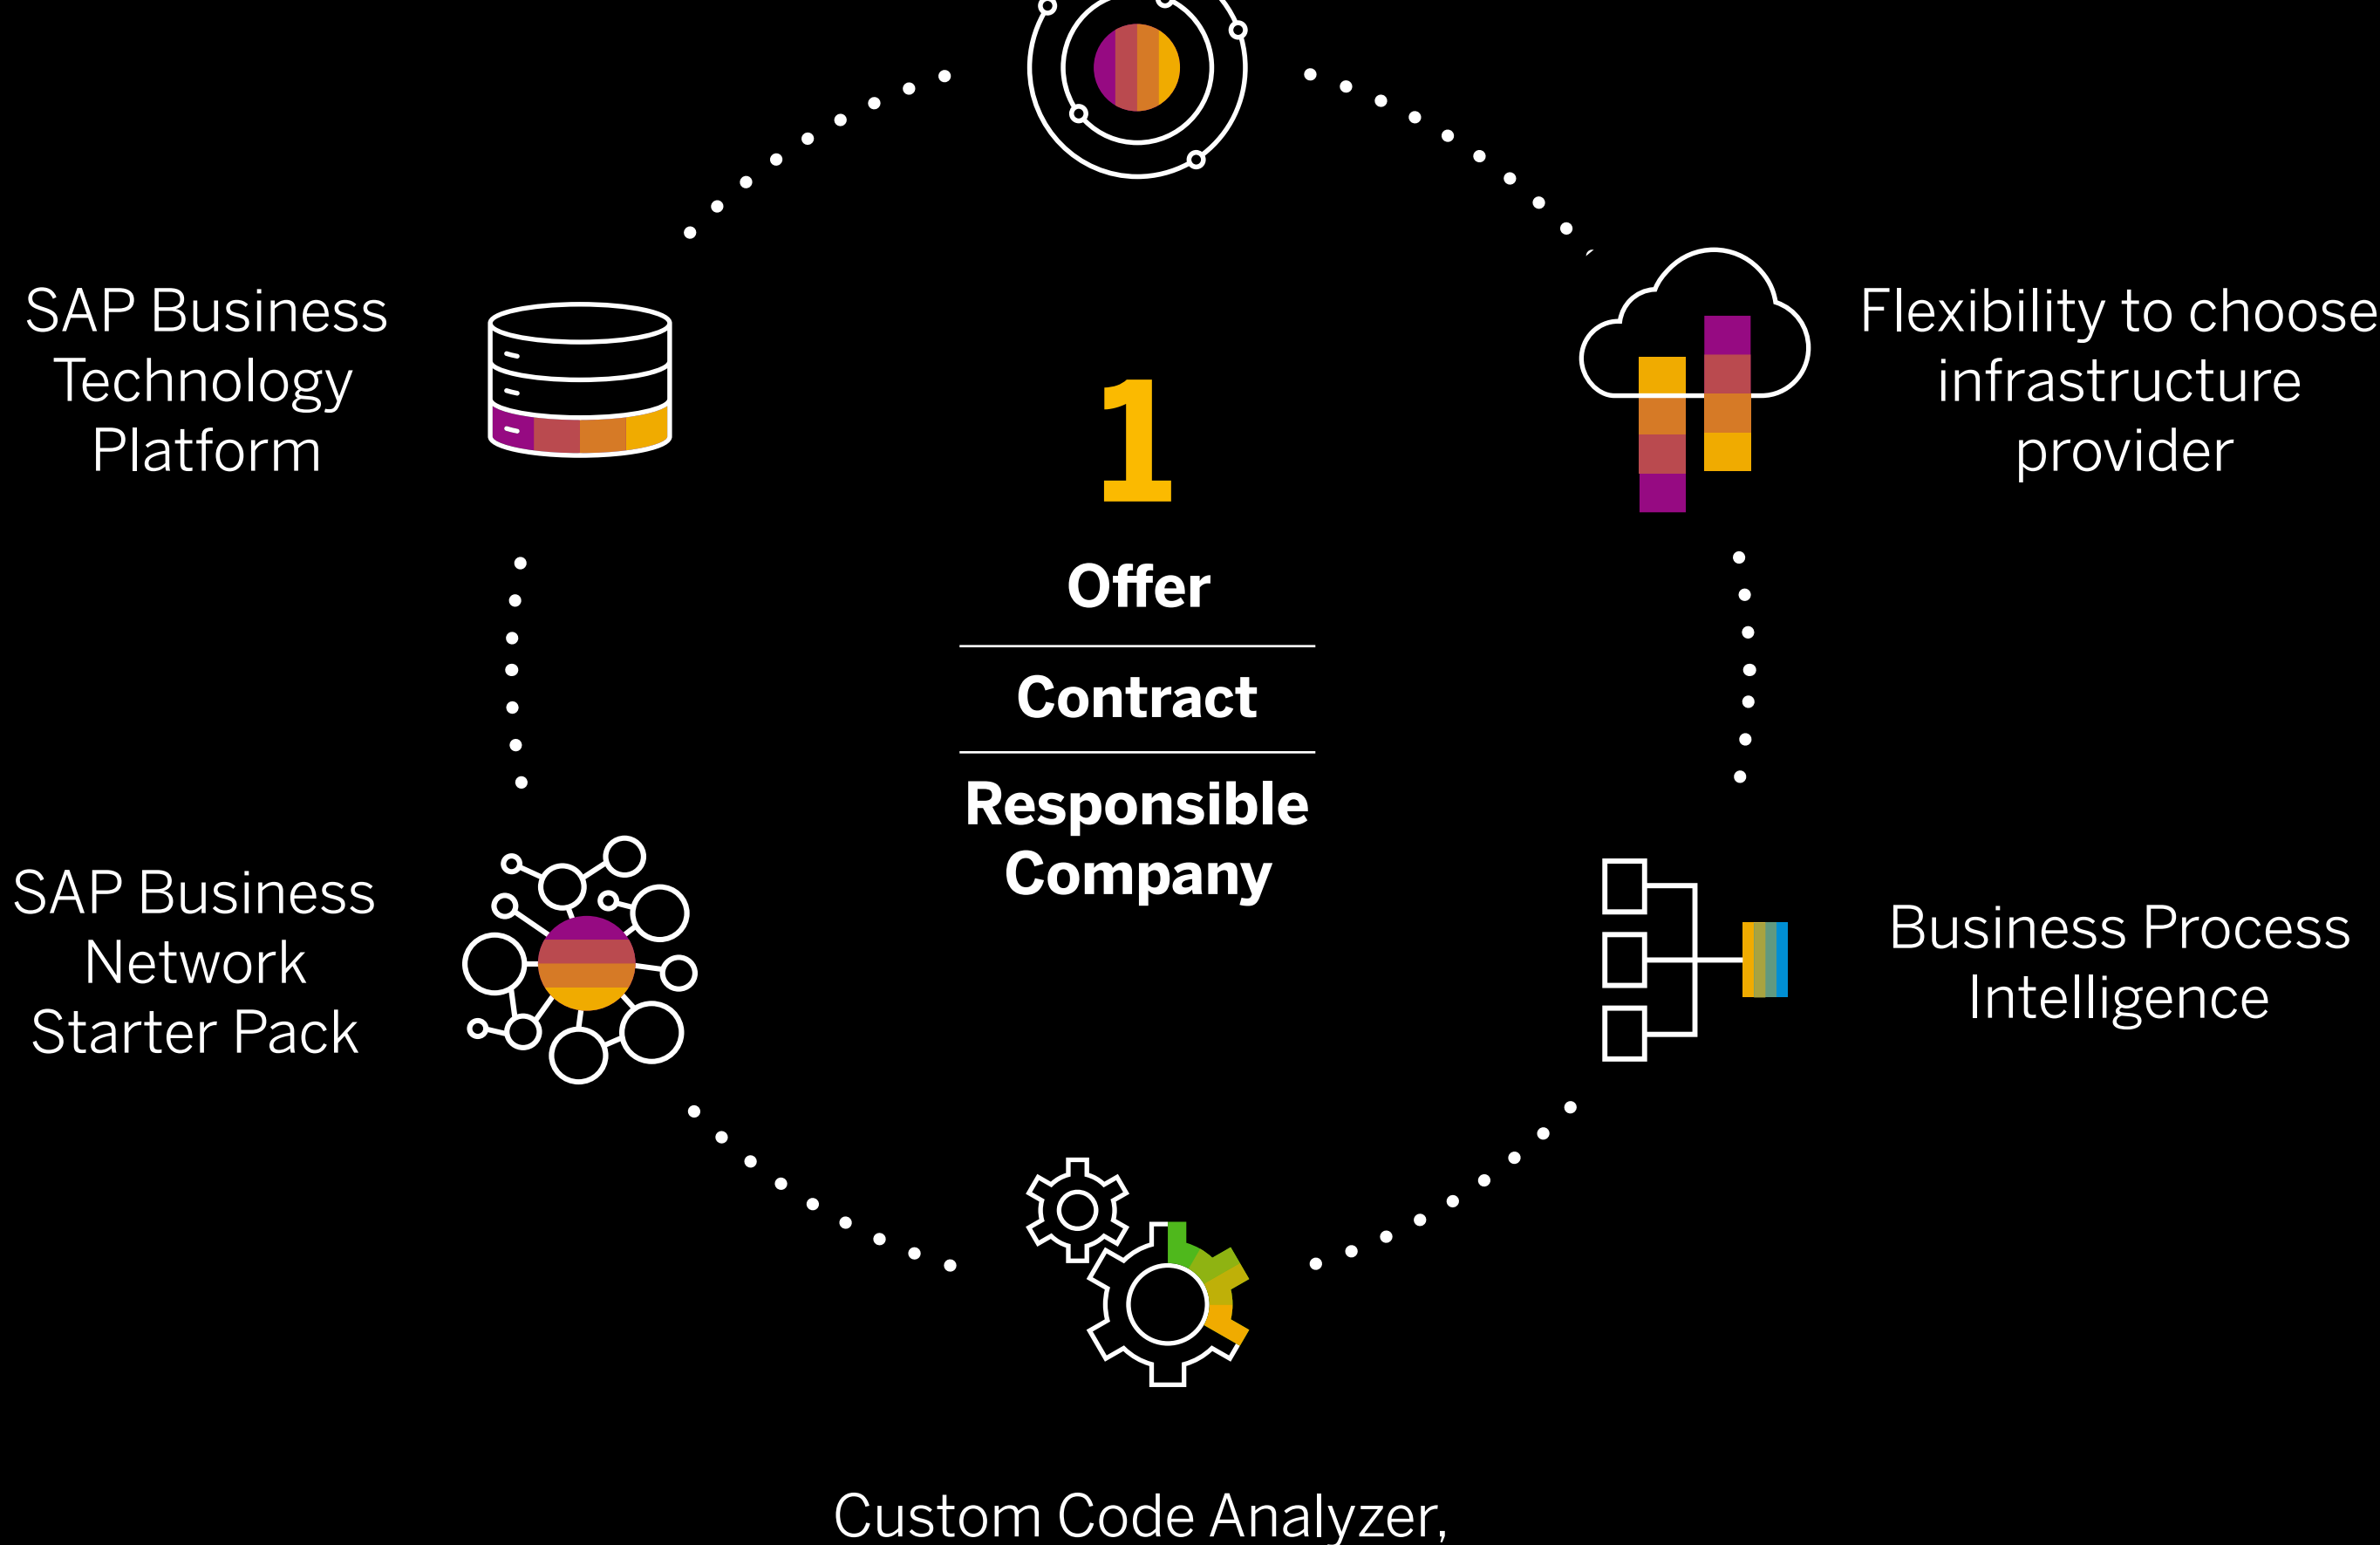 SAP Business
Technology
Platform
1
Offer
Contract
Responsible
Company
Flexibility to choose
infrastructure
provider
SAP Business
Network
Starter Pack
Business Process
Intelligence
Custom Code Analyzer,